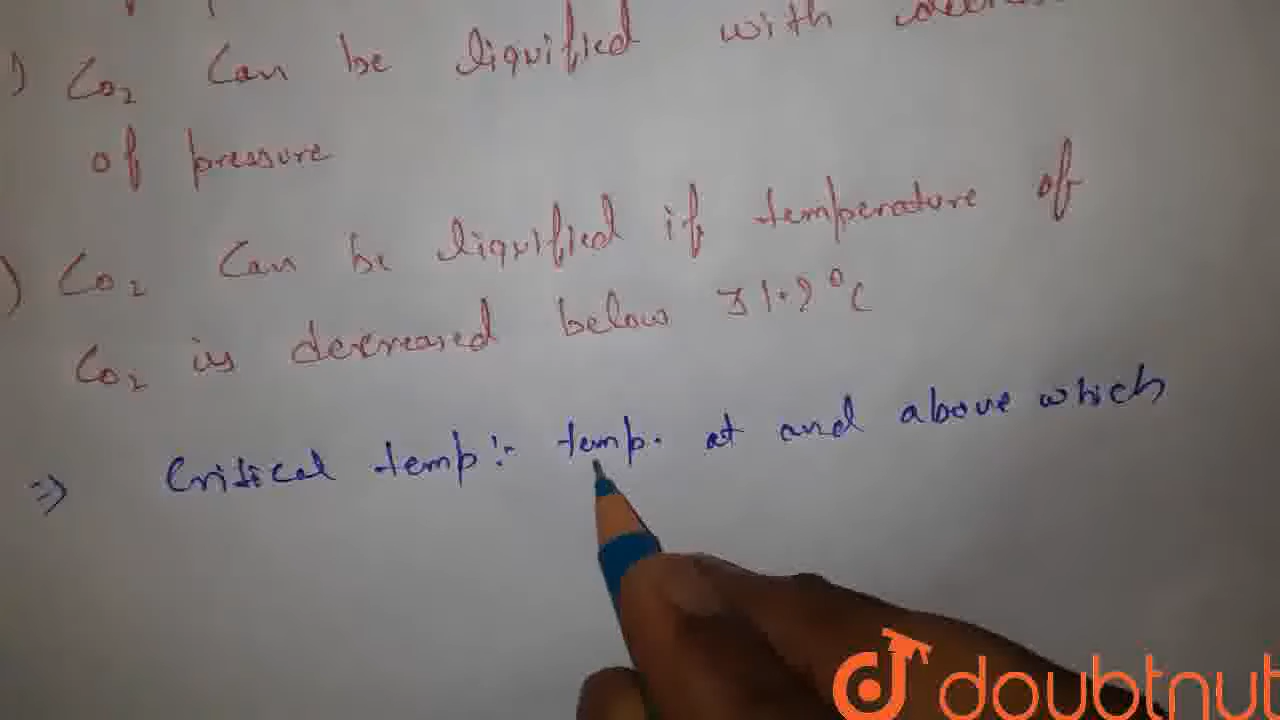 ) CO2 Can be liquified with
of pressure
) CO2 Can be liquified if temperature of
CO2 is decreased below 31.9°C
=> Critical temp:- temp. at and above which
doubtnut